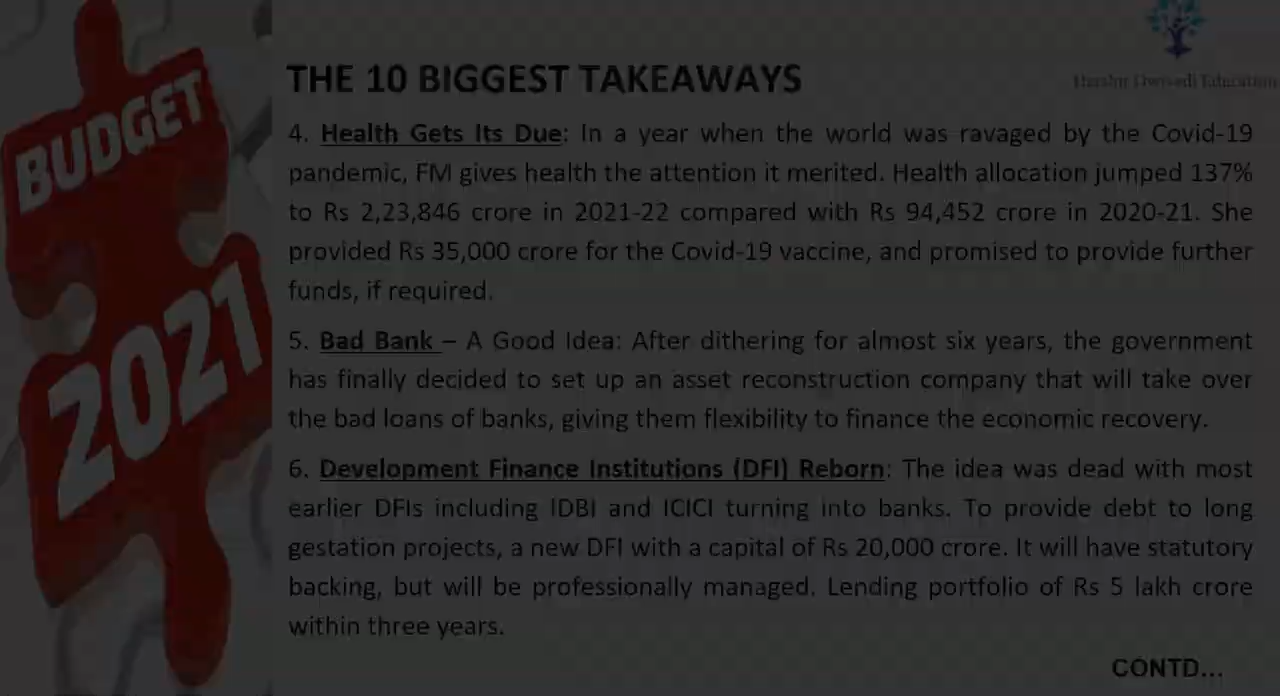 BUDGET
2021
THE 10 BIGGEST TAKEAWAYS
4. Health Gets Its Due: In a year when the world was ravaged by the Covid-19
pandemic, FM gives health the attention it merited. Health allocation jumped 137%
to Rs 2,23,846 crore in 2021-22 compared with Rs 94,452 crore in 2020-21. She
provided Rs 35,000 crore for the Covid-19 vaccine, and promised to provide further
funds, if required.
5. Bad Bank – A Good Idea: After dithering for almost six years, the government
has finally decided to set up an asset reconstruction company that will take over
the bad loans of banks, giving them flexibility to finance the economic recovery.
6. Development Finance Institutions (DFI) Reborn: The idea was dead with most
earlier DFIs including IDBI and ICICI turning into banks. To provide debt to long
gestation projects, a new DFI with a capital of Rs 20,000 crore. It will have statutory
backing, but will be professionally managed. Lending portfolio of Rs 5 lakh crore
within three years.
CONTD...
Dwivedi Education